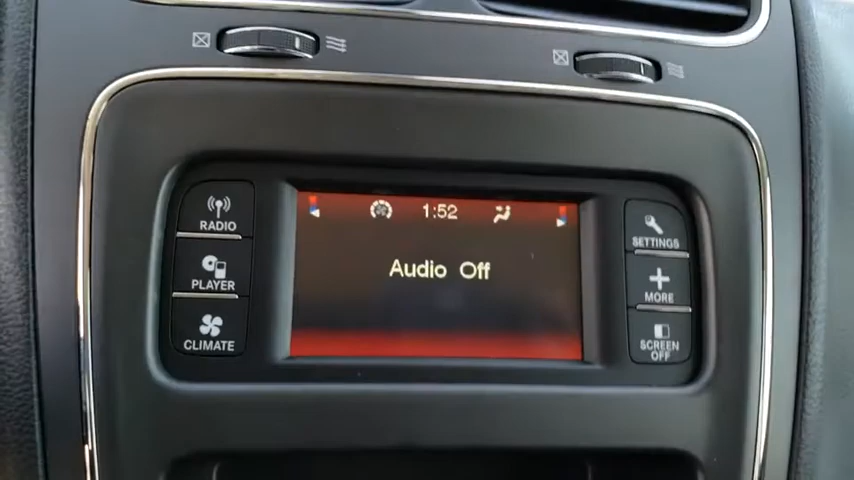 RADIO
PLAYER
CLIMATE
1:52
Audio Off
SETTINGS
MORE
SCREEN
OFF